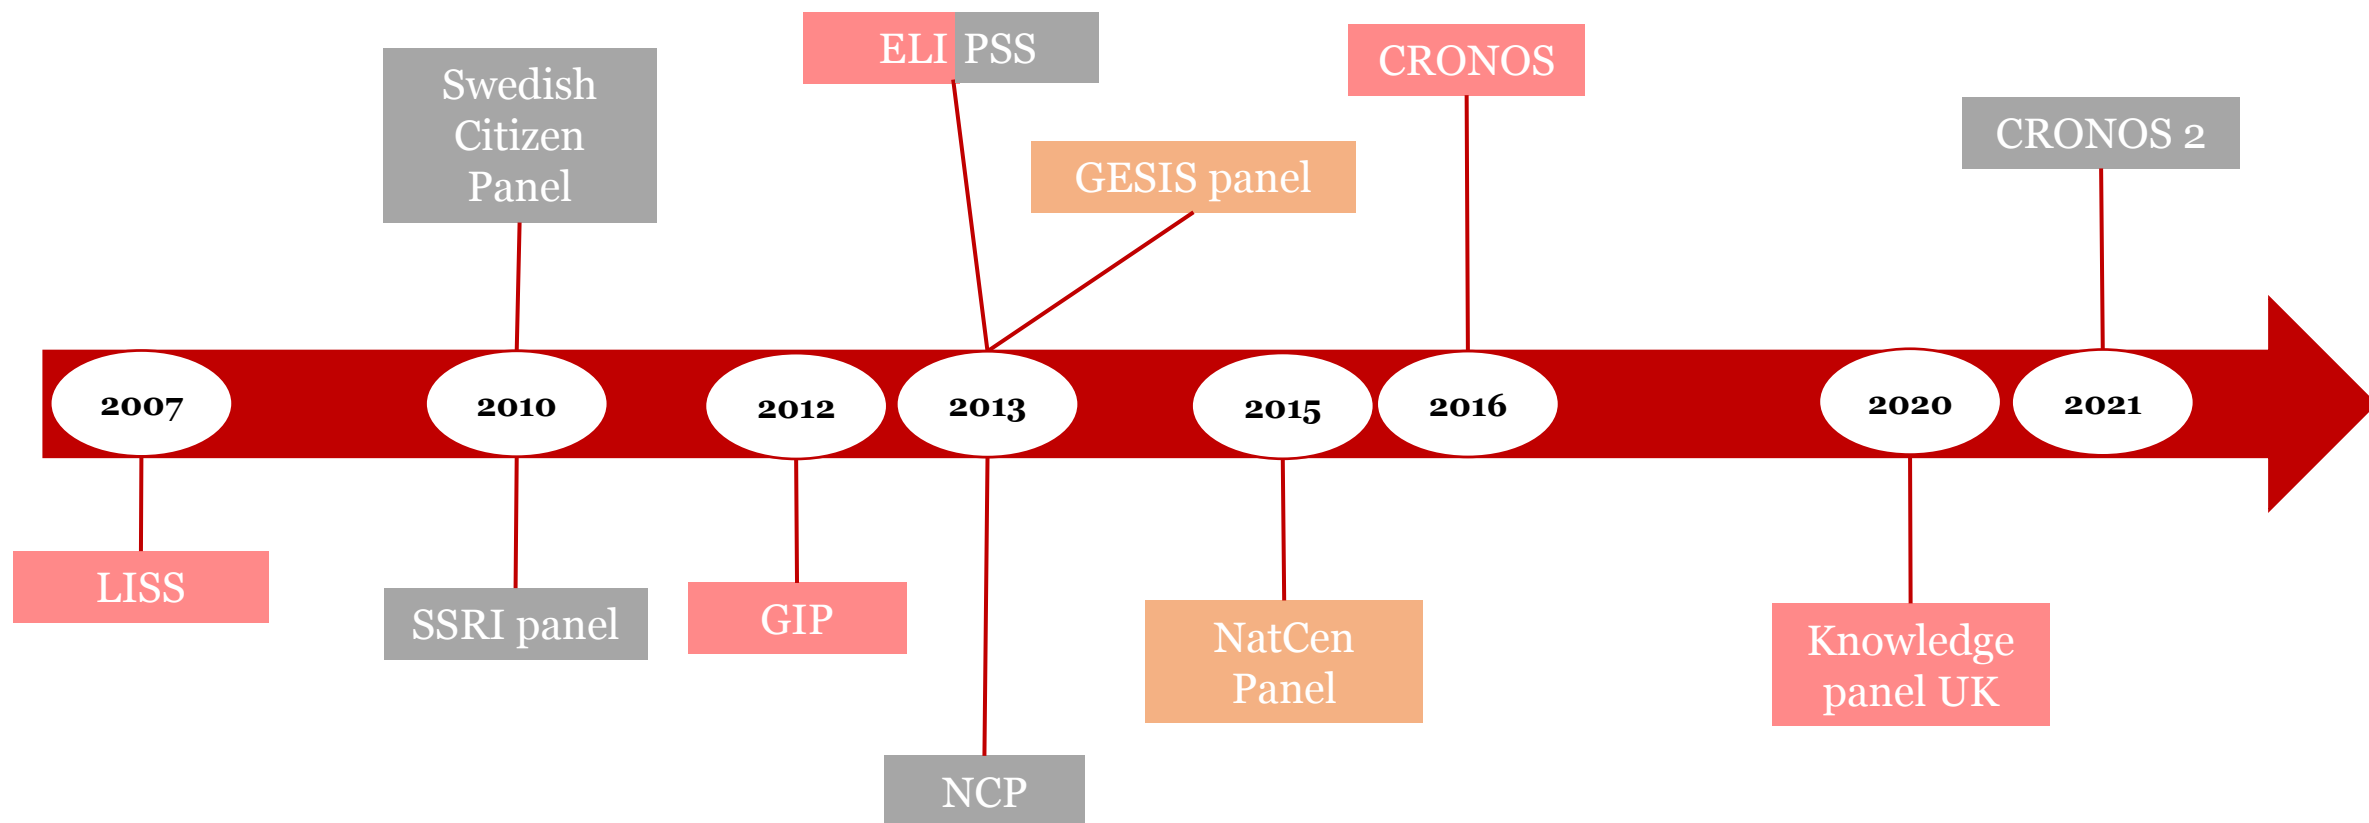 ELI PSS
CRONOS
Swedish
Citizen
Panel
CRONOS 2
GESIS panel
2007
2010
2012
2013
2015
2016
2020
2021
LISS
SSRI panel
GIP
NatCen
Panel
Knowledge
panel UK
NCP